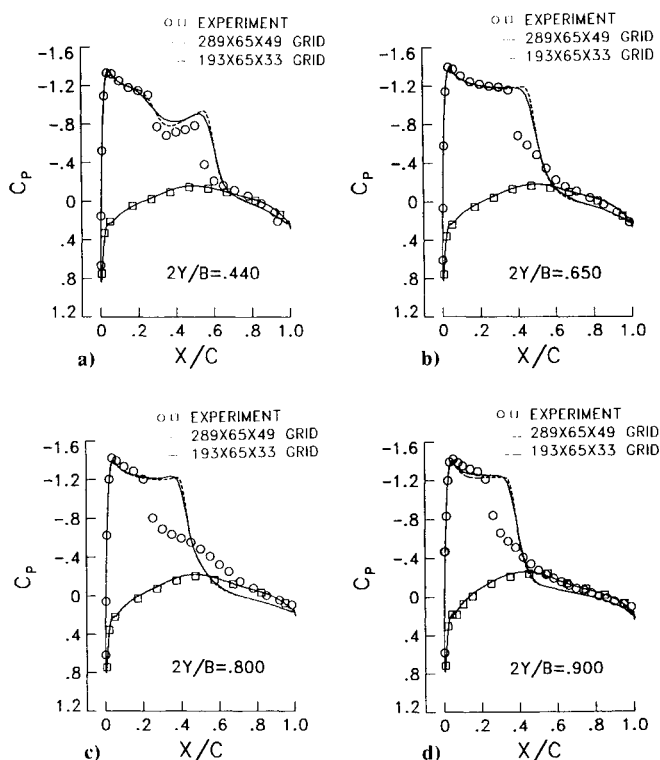 EXPERIMENT
289X65X49 GRID
193X65X33 GRID
-1.6
-1.2
-.8
-.4
0
.4
.8
1.2
C_P
2Y/B=.440
0 .2 .4 .6 .8 1.0
X/C
a)
EXPERIMENT
289X65X49 GRID
193X65X33 GRID
-1.6
-1.2
-.8
-.4
0
.4
.8
1.2
C_P
2Y/B=.650
0 .2 .4 .6 .8 1.0
X/C
b)
EXPERIMENT
289X65X49 GRID
193X65X33 GRID
-1.6
-1.2
-.8
-.4
0
.4
.8
1.2
C_P
2Y/B=.800
0 .2 .4 .6 .8 1.0
X/C
c)
EXPERIMENT
289X65X49 GRID
193X65X33 GRID
-1.6
-1.2
-.8
-.4
0
.4
.8
1.2
C_P
2Y/B=.900
0 .2 .4 .6 .8 1.0
X/C
d)